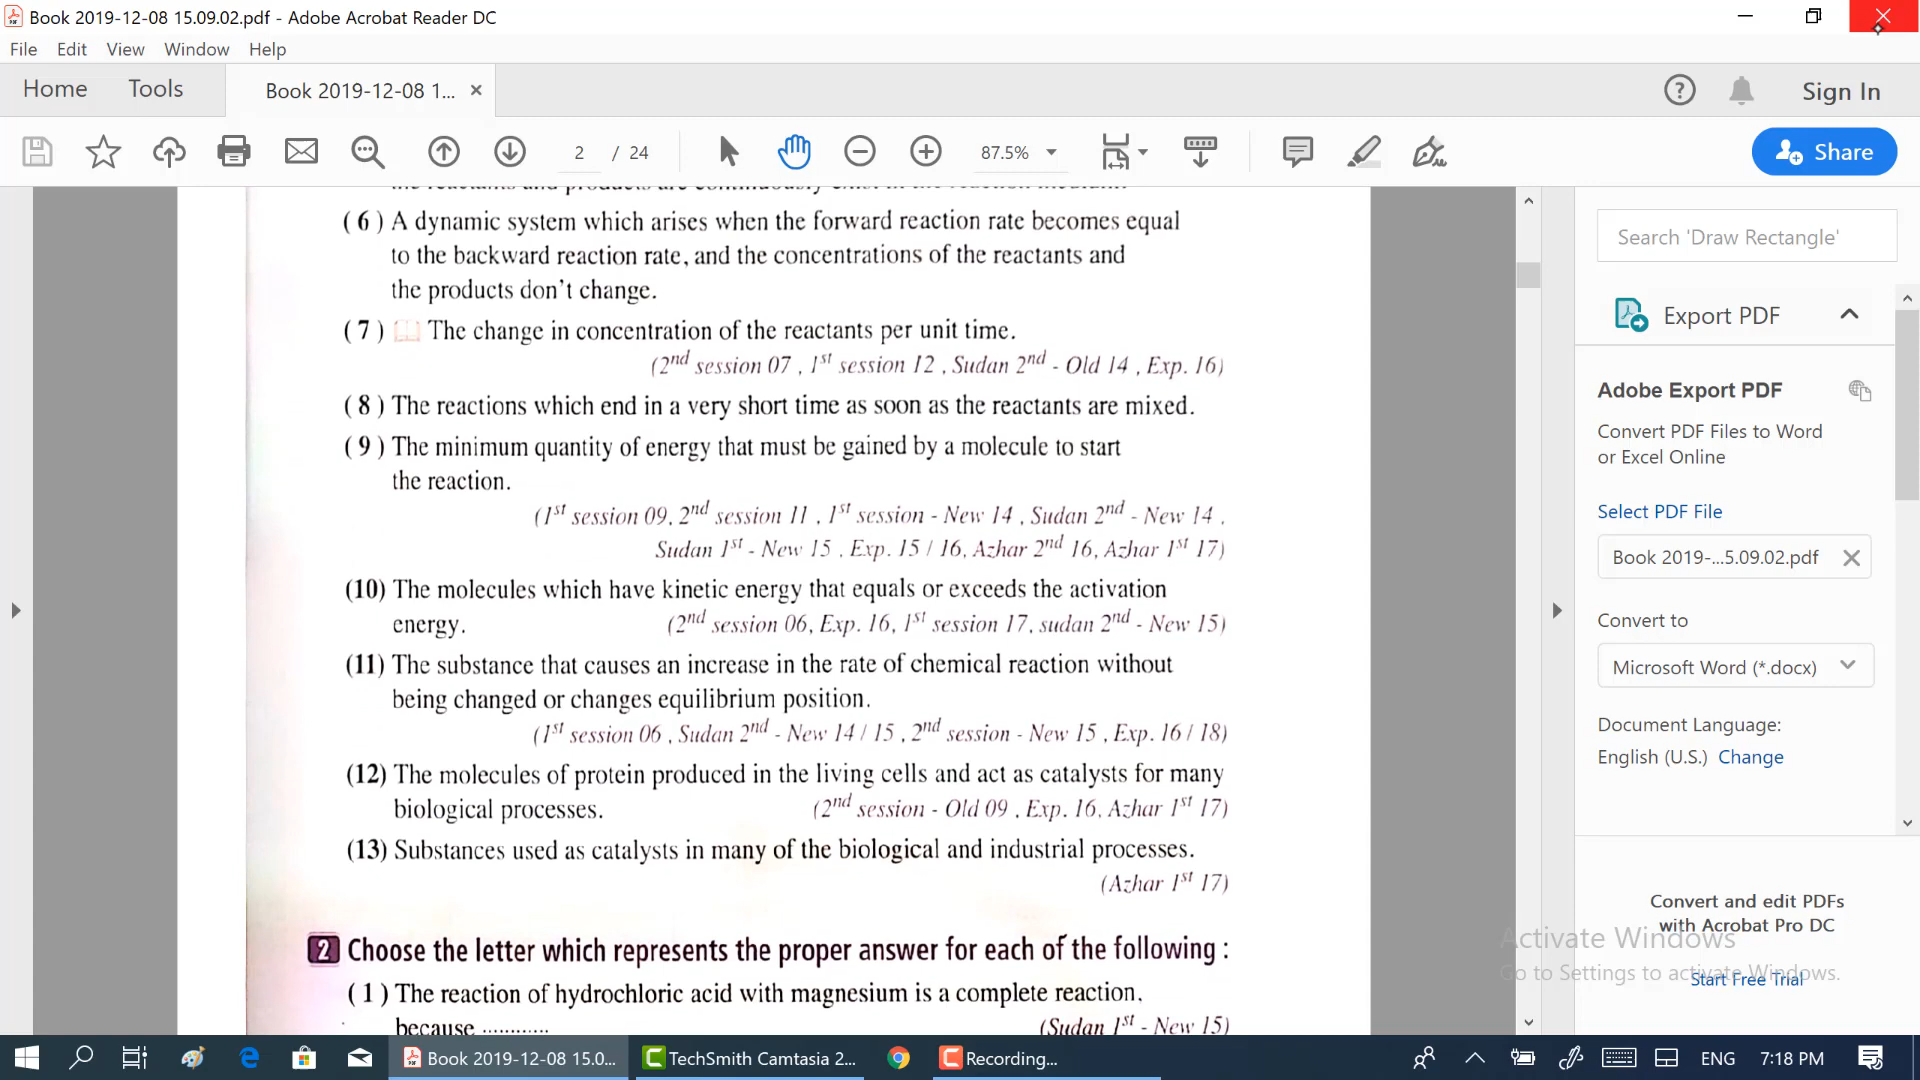 Book 2019-12-08 15.09.02.pdf - Adobe Acrobat Reader DC
File Edit View Window Help
Home Tools Book 2019-12-08 1... × Sign In
2 / 24 87.5% Share
the reactants and products are continuously exist in the reaction medium.
( 6 ) A dynamic system which arises when the forward reaction rate becomes equal
to the backward reaction rate, and the concentrations of the reactants and
the products don't change.
( 7 ) The change in concentration of the reactants per unit time.
(2nd session 07 , 1st session 12 , Sudan 2nd - Old 14 , Exp. 16)
( 8 ) The reactions which end in a very short time as soon as the reactants are mixed.
( 9 ) The minimum quantity of energy that must be gained by a molecule to start
the reaction.
(1st session 09, 2nd session 11 , 1st session - New 14 , Sudan 2nd - New 14 ,
Sudan 1st - New 15 , Exp. 15 / 16, Azhar 2nd 16, Azhar 1st 17)
(10) The molecules which have kinetic energy that equals or exceeds the activation
energy. (2nd session 06, Exp. 16, 1st session 17, sudan 2nd - New 15)
(11) The substance that causes an increase in the rate of chemical reaction without
being changed or changes equilibrium position.
(1st session 06 , Sudan 2nd - New 14 / 15 , 2nd session - New 15 , Exp. 16 / 18)
(12) The molecules of protein produced in the living cells and act as catalysts for many
biological processes. (2nd session - Old 09 , Exp. 16, Azhar 1st 17)
(13) Substances used as catalysts in many of the biological and industrial processes.
(Azhar 1st 17)
2 Choose the letter which represents the proper answer for each of the following :
( 1 ) The reaction of hydrochloric acid with magnesium is a complete reaction,
because ............ (Sudan 1st - New 15)
Search 'Draw Rectangle'
Export PDF
Adobe Export PDF
Convert PDF Files to Word
or Excel Online
Select PDF File
Book 2019-...5.09.02.pdf
Convert to
Microsoft Word (*.docx)
Document Language:
English (U.S.) Change
Convert and edit PDFs
with Acrobat Pro DC
Start Free Trial
Activate Windows
Go to Settings to activate Windows.
Book 2019-12-08 15.0... TechSmith Camtasia 2... Recording... ENG 7:18 PM